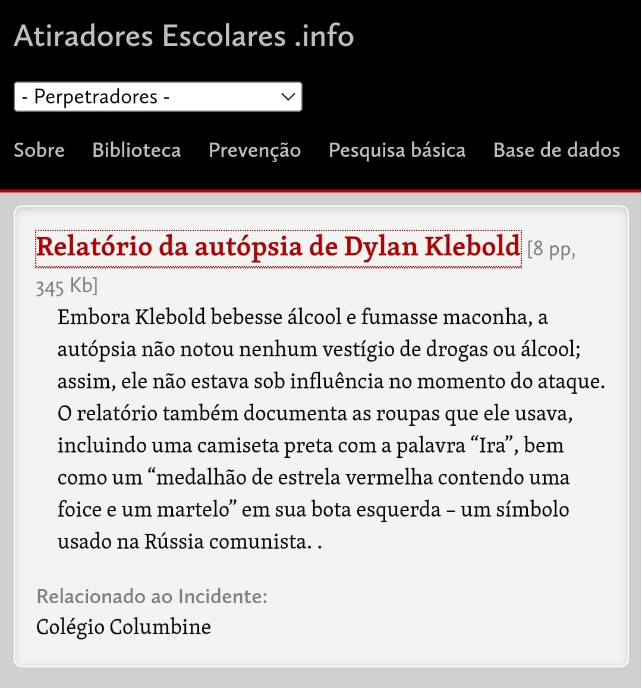 Atiradores Escolares .info
- Perpetradores -
Sobre Biblioteca Prevenção Pesquisa básica Base de dados
Relatório da autópsia de Dylan Klebold [8 pp,
345 Kb]
Embora Klebold bebesse álcool e fumasse maconha, a
autópsia não notou nenhum vestígio de drogas ou álcool;
assim, ele não estava sob influência no momento do ataque.
O relatório também documenta as roupas que ele usava,
incluindo uma camiseta preta com a palavra “Ira”, bem
como um “medalhão de estrela vermelha contendo uma
foice e um martelo” em sua bota esquerda – um símbolo
usado na Rússia comunista. .
Relacionado ao Incidente:
Colégio Columbine